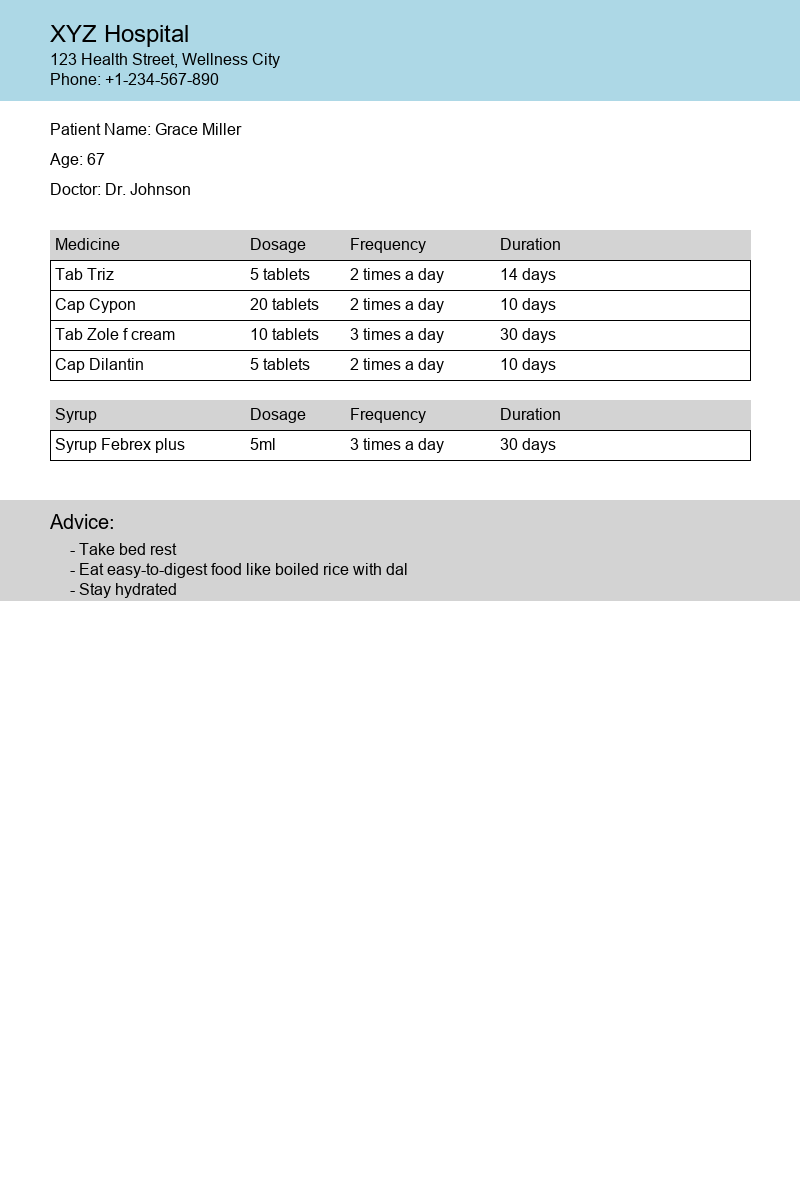 XYZ Hospital
123 Health Street, Wellness City
Phone: +1-234-567-890
Patient Name: Grace Miller
Age: 67
Doctor: Dr. Johnson
Medicine Dosage Frequency Duration
Tab Triz 5 tablets 2 times a day 14 days
Cap Cypon 20 tablets 2 times a day 10 days
Tab Zole f cream 10 tablets 3 times a day 30 days
Cap Dilantin 5 tablets 2 times a day 10 days
Syrup Dosage Frequency Duration
Syrup Febrex plus 5ml 3 times a day 30 days
Advice:
- Take bed rest
- Eat easy-to-digest food like boiled rice with dal
- Stay hydrated